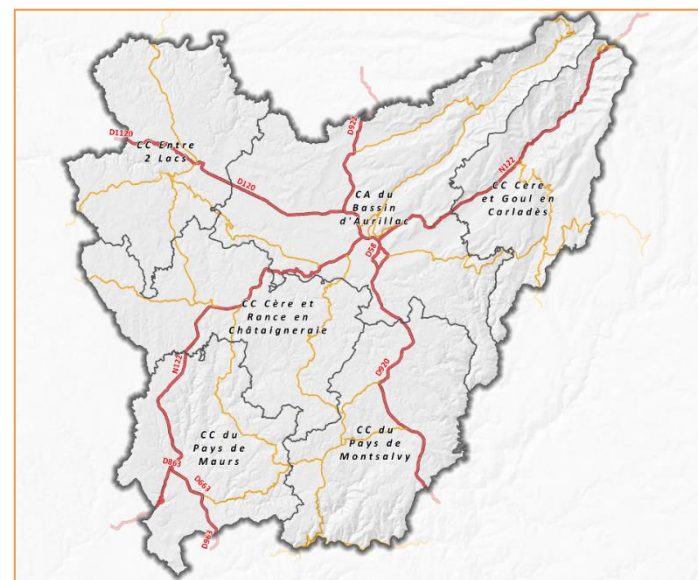 D922
D1120
CC Entre
2 Lacs
D120
N122
CA du
Bassin
d'Aurillac
CC Cère
et Goul en
Carladès
D58
CC Cère et
Rance en
Châtaigneraie
N122
D920
CC du
Pays de
Maurs
CC du
Pays de
Montsalvy
D863
D663
D963